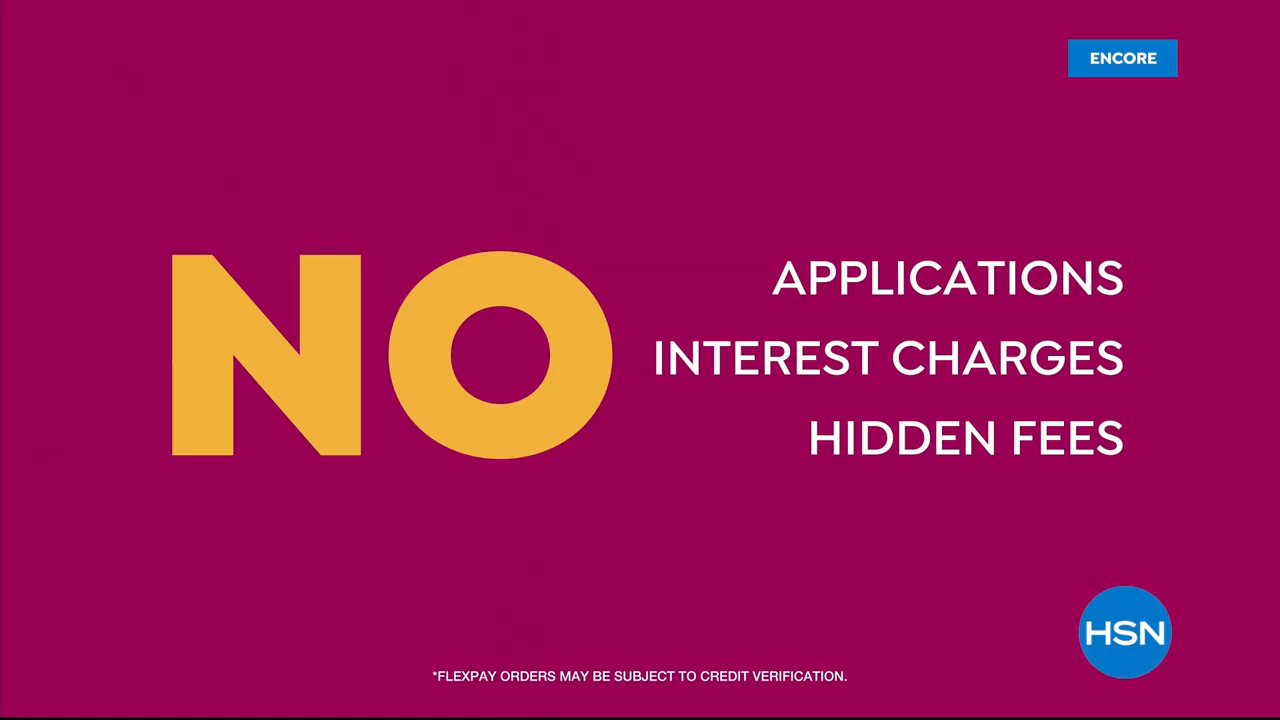 ENCORE
NO
APPLICATIONS
INTEREST CHARGES
HIDDEN FEES
HSN
*FLEXPAY ORDERS MAY BE SUBJECT TO CREDIT VERIFICATION.